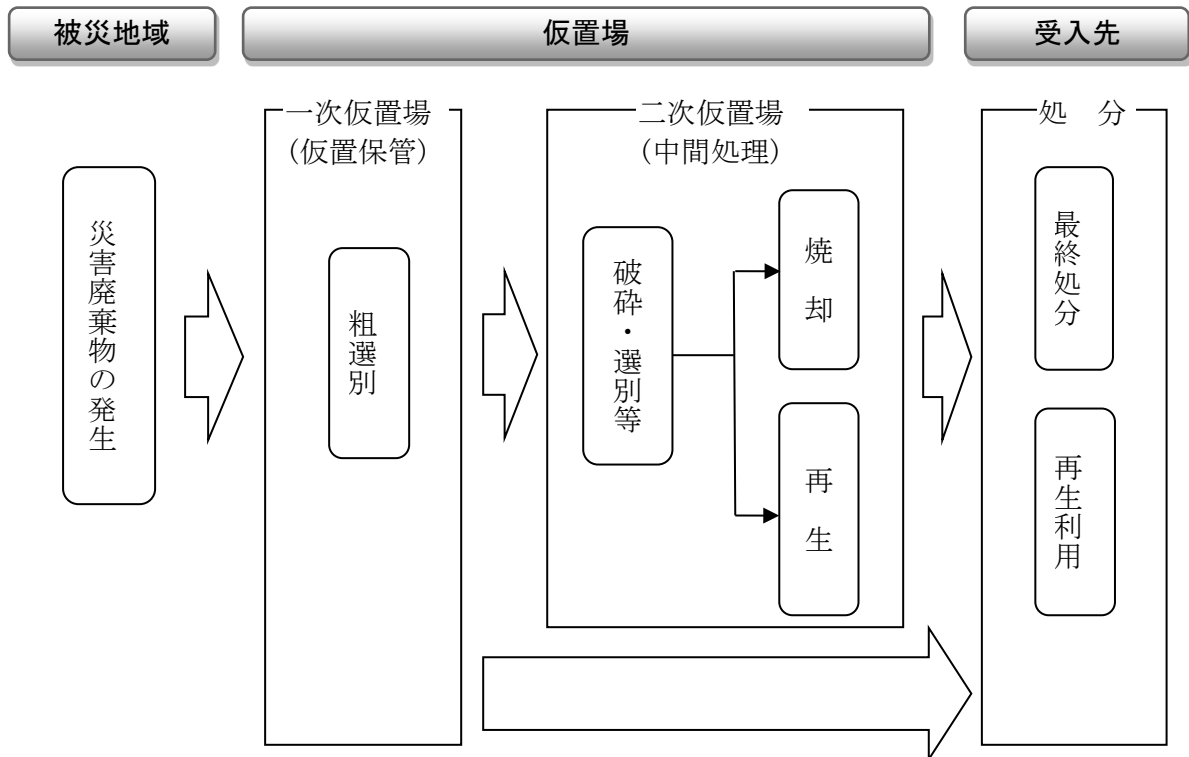 被災地域
仮置場
受入先
一次仮置場
（仮置保管）
二次仮置場
（中間処理）
処　分
災害廃棄物の発生
粗選別
破砕・選別等
焼却
再生
最終処分
再生利用